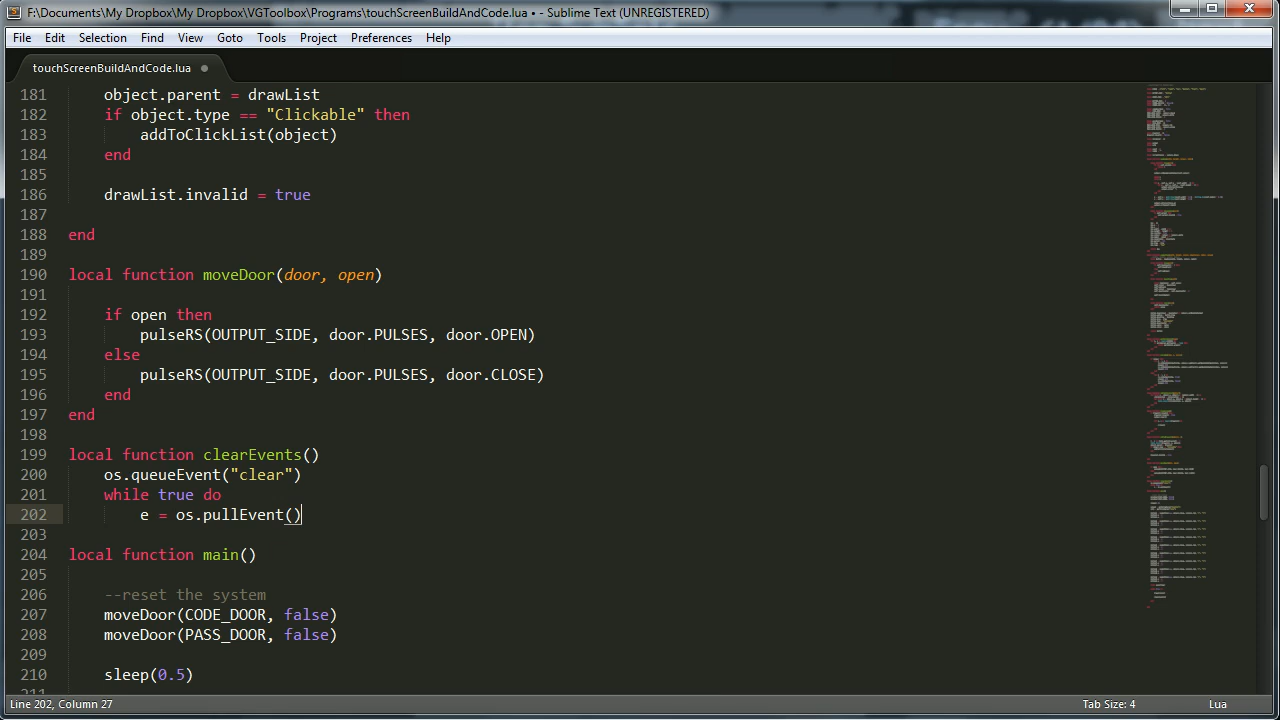 F:\Documents\My Dropbox\My Dropbox\VGToolbox\Programs\touchScreenBuildAndCode.lua • - Sublime Text (UNREGISTERED)
File Edit Selection Find View Goto Tools Project Preferences Help
touchScreenBuildAndCode.lua
181 object.parent = drawList
182 if object.type == "Clickable" then
183 addToClickList(object)
184 end
185
186 drawList.invalid = true
187
188 end
189
190 local function moveDoor(door, open)
191
192 if open then
193 pulseRS(OUTPUT_SIDE, door.PULSES, door.OPEN)
194 else
195 pulseRS(OUTPUT_SIDE, door.PULSES, door.CLOSE)
196 end
197 end
198
199 local function clearEvents()
200 os.queueEvent("clear")
201 while true do
202 e = os.pullEvent()
203
204 local function main()
205
206 --reset the system
207 moveDoor(CODE_DOOR, false)
208 moveDoor(PASS_DOOR, false)
209
210 sleep(0.5)
211
Line 202, Column 27 Tab Size: 4 Lua